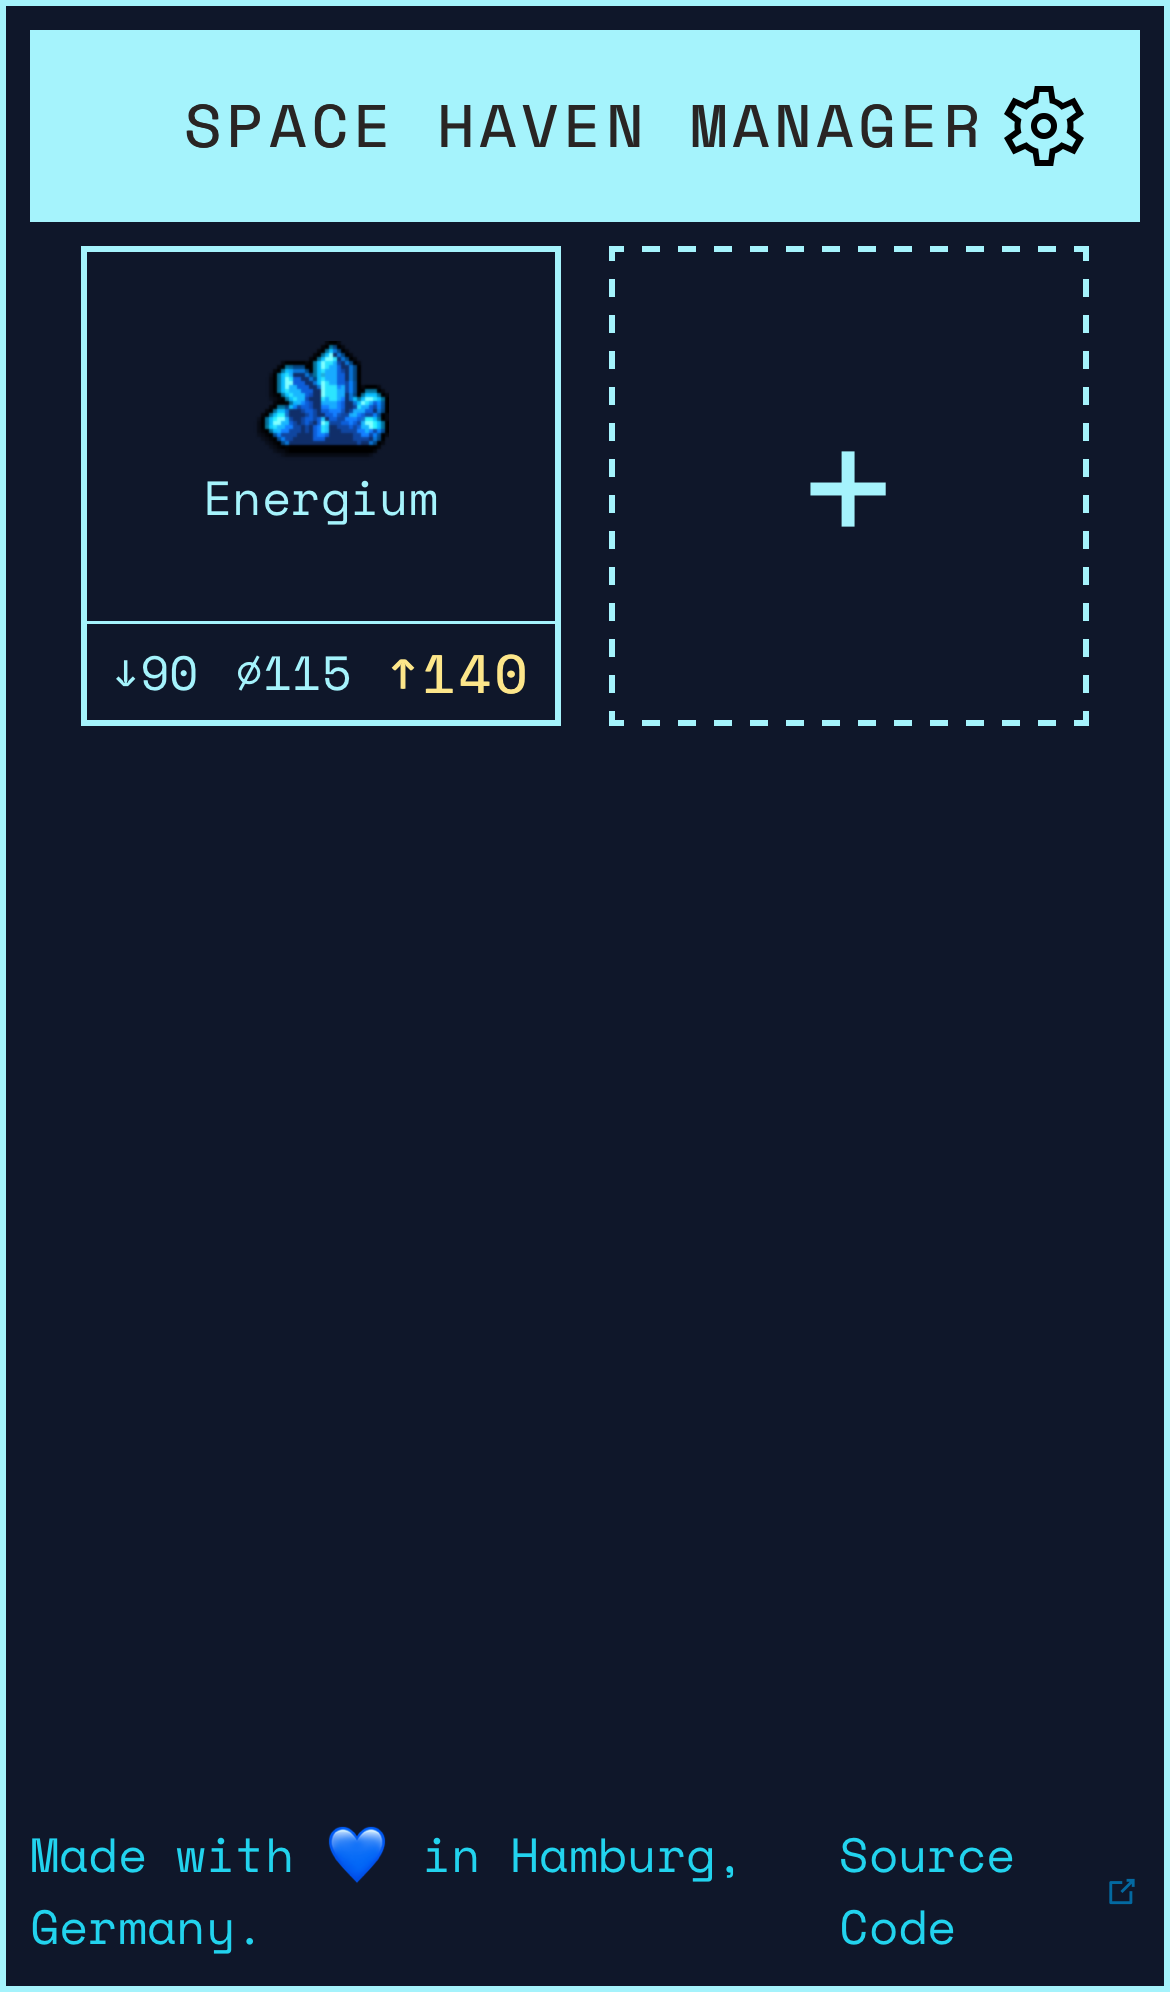 SPACE HAVEN MANAGER
Energium
+
↓90 ∅115 ↑140
Made with 💙 in Hamburg, Germany.
Source Code